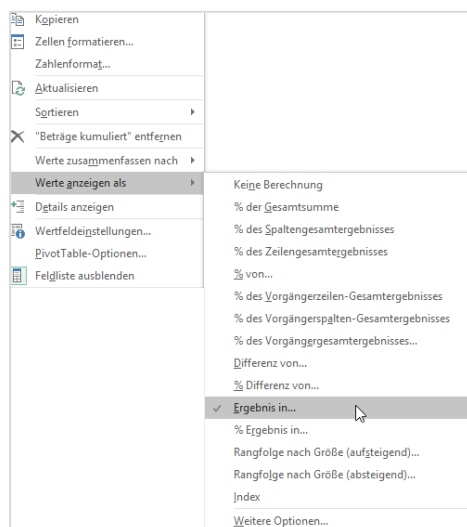 Kopieren
Zellen formatieren...
Zahlenformat...
Aktualisieren
Sortieren
"Beträge kumuliert" entfernen
Werte zusammenfassen nach
Werte anzeigen als
Details anzeigen
Wertfeldeinstellungen...
PivotTable-Optionen...
Feldliste ausblenden
Keine Berechnung
% der Gesamtsumme
% des Spaltengesamtergebnisses
% des Zeilengesamtergebnisses
% von...
% des Vorgängerzeilen-Gesamtergebnisses
% des Vorgängerspalten-Gesamtergebnisses
% des Vorgängergesamtergebnisses...
Differenz von...
% Differenz von...
Ergebnis in...
% Ergebnis in...
Rangfolge nach Größe (aufsteigend)...
Rangfolge nach Größe (absteigend)...
Index
Weitere Optionen...